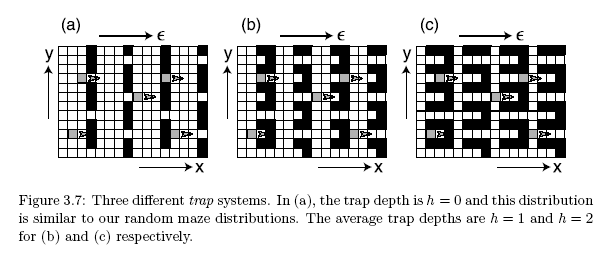 (a) (b) (c)
ϵ ϵ ϵ
y y y
x x x
Figure 3.7: Three different trap systems. In (a), the trap depth is h = 0 and this distribution
is similar to our random maze distributions. The average trap depths are h = 1 and h = 2
for (b) and (c) respectively.